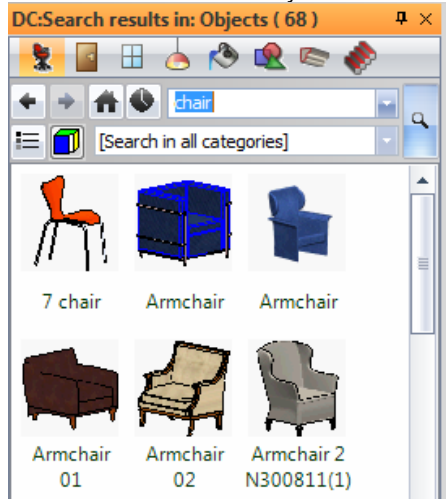 DC:Search results in: Objects ( 68 )
chair
[Search in all categories]
7 chair
Armchair
Armchair
Armchair
01
Armchair
02
Armchair 2
N300811(1)